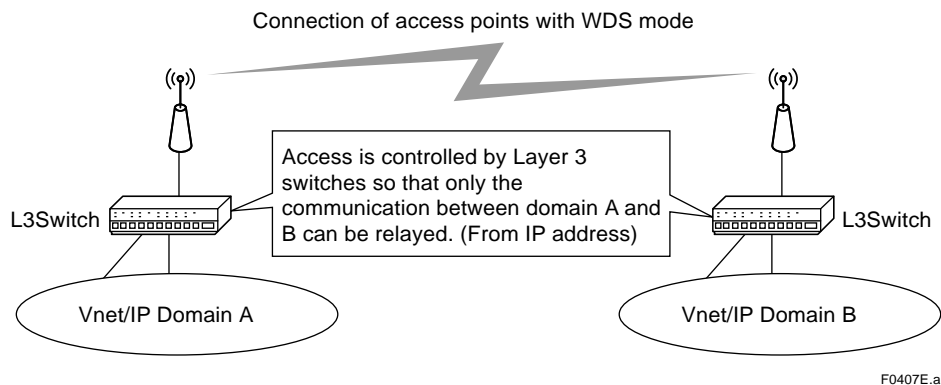 Connection of access points with WDS mode
Access is controlled by Layer 3
switches so that only the
communication between domain A and
B can be relayed. (From IP address)
L3Switch
L3Switch
Vnet/IP Domain A
Vnet/IP Domain B
F0407E.a